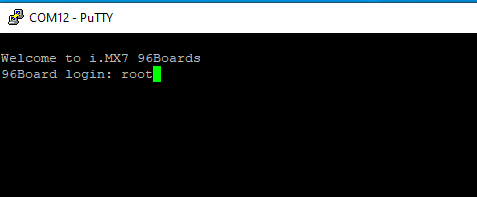 COM12 - PuTTY
Welcome to i.MX7 96Boards
96Board login: root